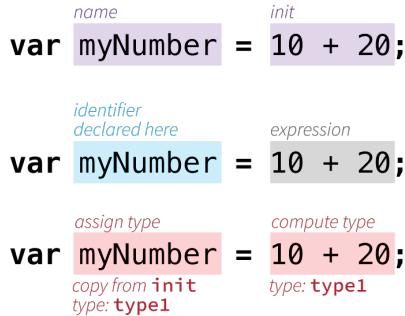 name init
var myNumber = 10 + 20;
identifier
declared here expression
var myNumber = 10 + 20;
assign type compute type
var myNumber = 10 + 20;
copy from init type: type1
type: type1